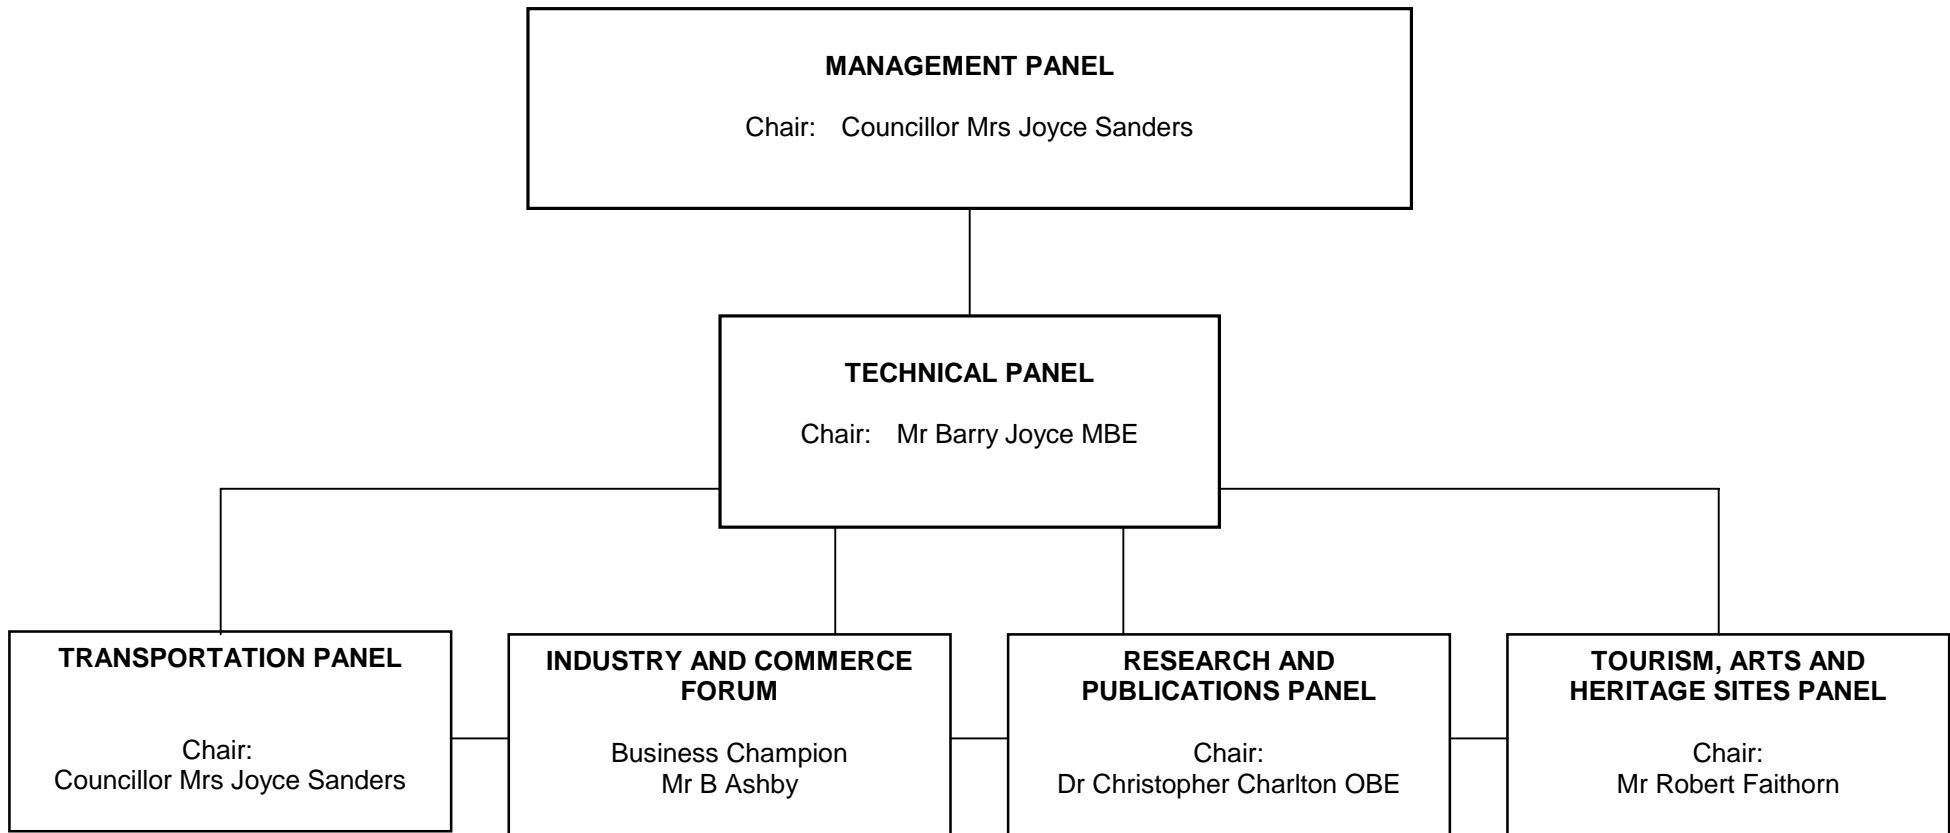 MANAGEMENT PANEL
Chair: Councillor Mrs Joyce Sanders
TECHNICAL PANEL
Chair: Mr Barry Joyce MBE
TRANSPORTATION PANEL
Chair:
Councillor Mrs Joyce Sanders
INDUSTRY AND COMMERCE
FORUM
Business Champion
Mr B Ashby
RESEARCH AND
PUBLICATIONS PANEL
Chair:
Dr Christopher Charlton OBE
TOURISM, ARTS AND
HERITAGE SITES PANEL
Chair:
Mr Robert Faithorn